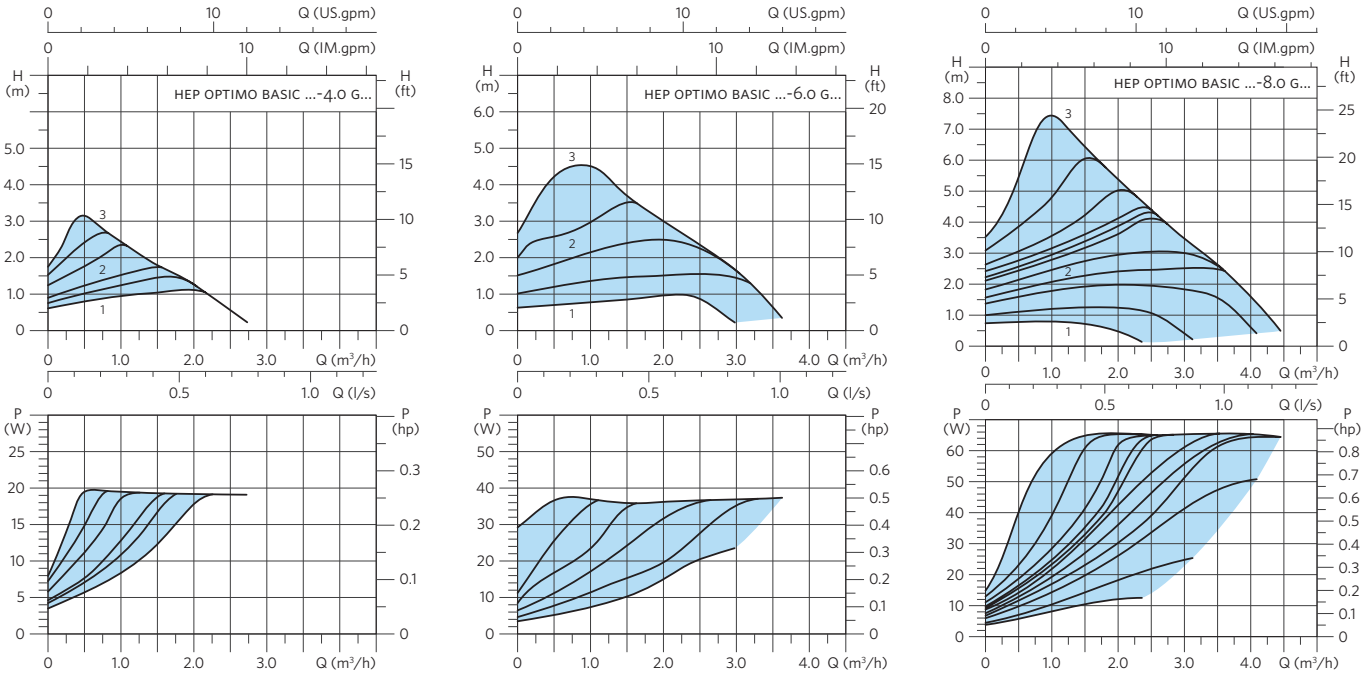 0 10 Q (US.gpm)
0 10 Q (IM.gpm)
H (m) H (ft)
HEP OPTIMO BASIC ...-4.0 G...
5.0 15
4.0
3.0 3 10
2.0 2 5
1.0 1
0 0
0 1.0 2.0 3.0 Q (m³/h)
0 0.5 1.0 Q (l/s)
P (W) P (hp)
25 0.3
20
15 0.2
10 0.1
5
0 0
0 1.0 2.0 3.0 Q (m³/h)
0 10 Q (US.gpm)
0 10 Q (IM.gpm)
H (m) H (ft)
HEP OPTIMO BASIC ...-6.0 G...
6.0 20
5.0 3 15
4.0
3.0 2 10
2.0 5
1.0 1
0 0
0 1.0 2.0 3.0 4.0 Q (m³/h)
0 0.5 1.0 Q (l/s)
P (W) P (hp)
50 0.6
40 0.5
30 0.4
20 0.3
10 0.2
0.1
0 0
0 1.0 2.0 3.0 4.0 Q (m³/h)
0 10 Q (US.gpm)
0 10 Q (IM.gpm)
H (m) H (ft)
HEP OPTIMO BASIC ...-8.0 G...
8.0 25
7.0 3
6.0 20
5.0 15
4.0
3.0 10
2.0 2 5
1.0 1
0 0
0 1.0 2.0 3.0 4.0 Q (m³/h)
0 0.5 1.0 Q (l/s)
P (W) P (hp)
60 0.8
50 0.7
40 0.6
0.5
30 0.4
20 0.3
0.2
10 0.1
0 0
0 1.0 2.0 3.0 4.0 Q (m³/h)